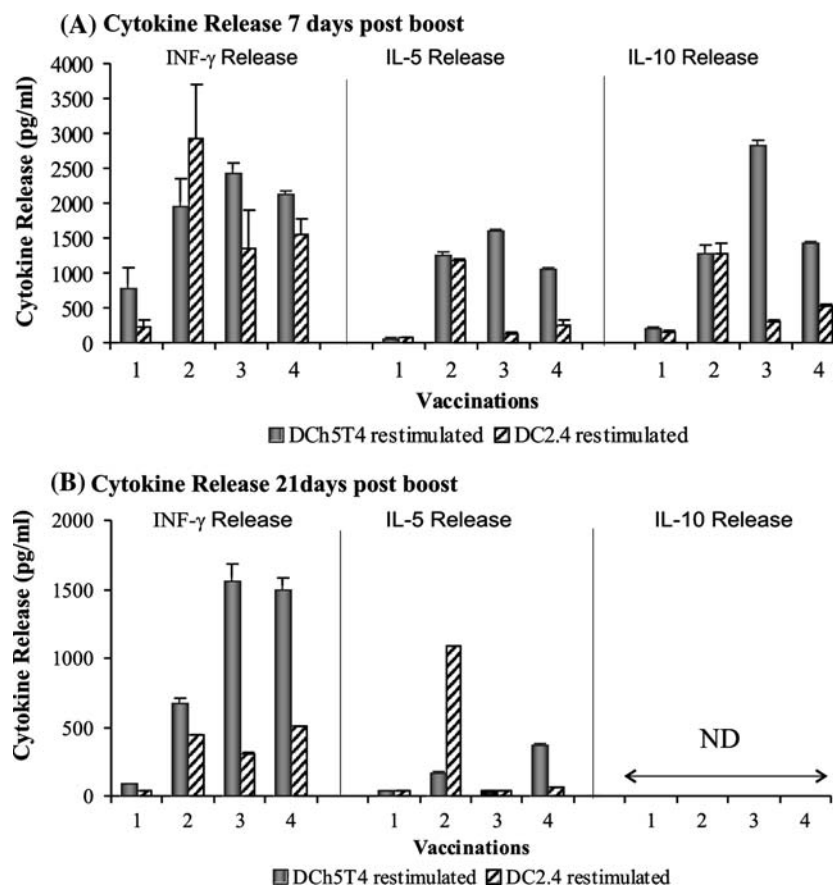 (A) Cytokine Release 7 days post boost
INF-γ Release IL-5 Release IL-10 Release
Cytokine Release (pg/ml)
4000
3500
3000
2500
2000
1500
1000
500
0
1 2 3 4 1 2 3 4 1 2 3 4
Vaccinations
DCh5T4 restimulated DC2.4 restimulated
(B) Cytokine Release 21days post boost
INF-γ Release IL-5 Release IL-10 Release
Cytokine Release (pg/ml)
2000
1500
1000
500
0
ND
1 2 3 4 1 2 3 4 1 2 3 4
Vaccinations
DCh5T4 restimulated DC2.4 restimulated